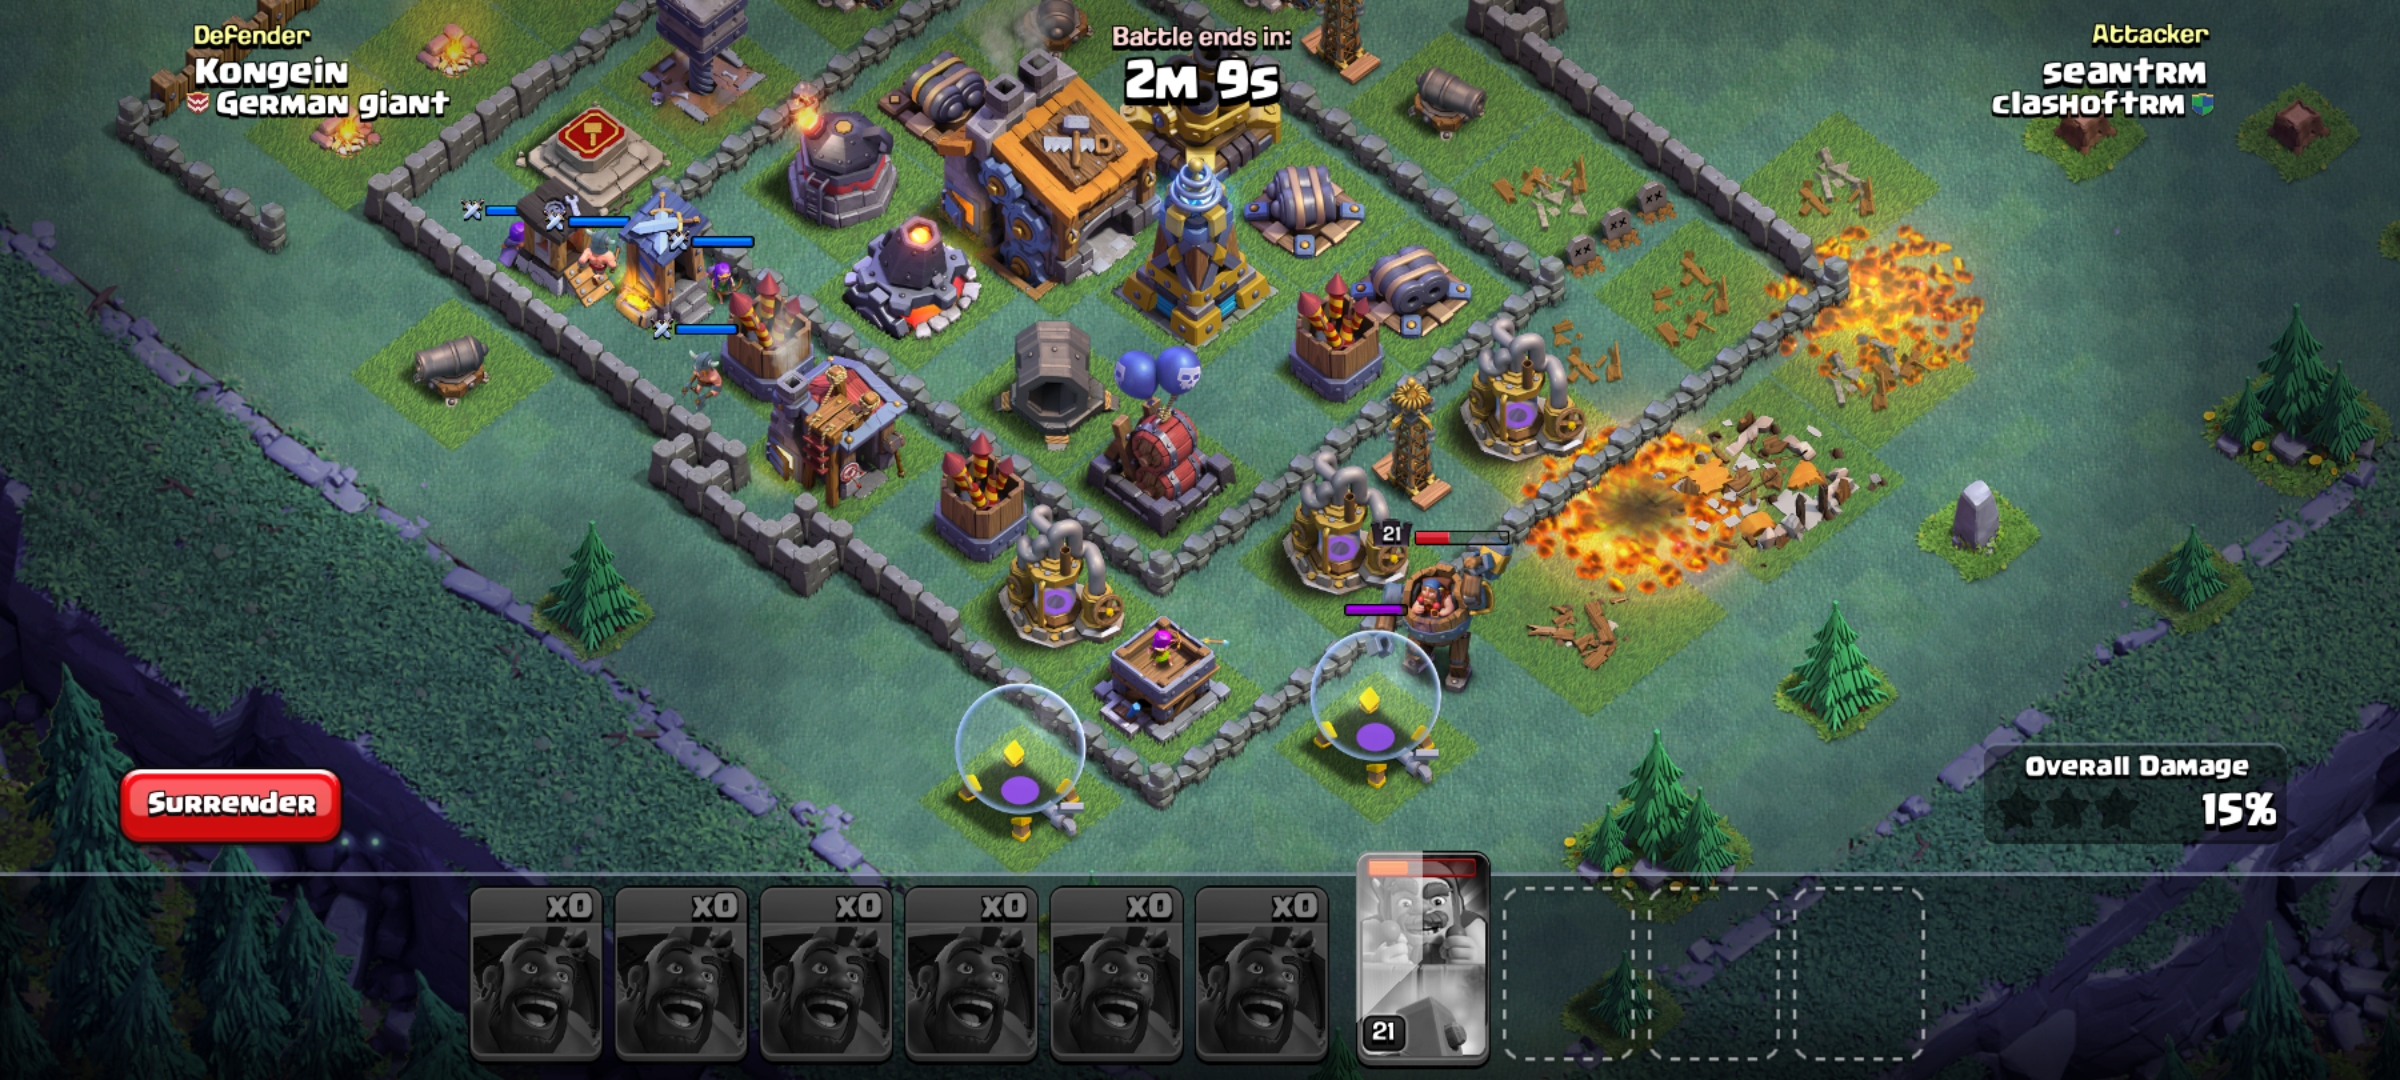 Defender
Kongein
German giant
Battle ends in:
2m 9s
Attacker
seantrm
clashoftrm
21
Surrender
Overall Damage
15%
x0
x0
x0
x0
x0
x0
21